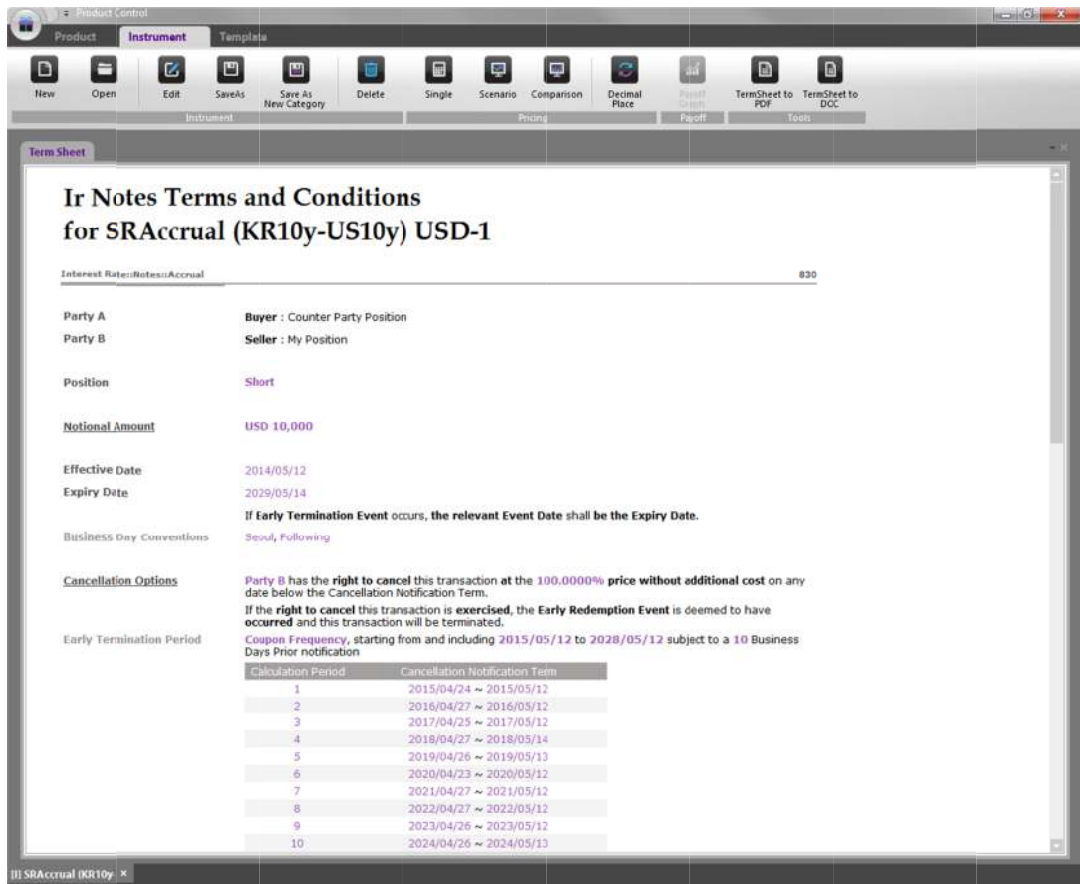 Product Control
Product Instrument Template
New Open Edit SaveAs Save As New Category Delete Single Scenario Comparison Decimal Place Payoff Graph TermSheet to PDF TermSheet to DOC
Instrument Pricing Payoff Tools
Term Sheet
Ir Notes Terms and Conditions
for SRAccrual (KR10y-US10y) USD-1
Interest Rate::Notes::Accrual 830
Party A Buyer : Counter Party Position
Party B Seller : My Position
Position Short
Notional Amount USD 10,000
Effective Date 2014/05/12
Expiry Date 2029/05/14
If Early Termination Event occurs, the relevant Event Date shall be the Expiry Date.
Business Day Conventions Seoul, Following
Cancellation Options Party B has the right to cancel this transaction at the 100.0000% price without additional cost on any
date below the Cancellation Notification Term.
If the right to cancel this transaction is exercised, the Early Redemption Event is deemed to have
occurred and this transaction will be terminated.
Early Termination Period Coupon Frequency, starting from and including 2015/05/12 to 2028/05/12 subject to a 10 Business
Days Prior notification
Calculation Period Cancellation Notification Term
1 2015/04/24 ~ 2015/05/12
2 2016/04/27 ~ 2016/05/12
3 2017/04/25 ~ 2017/05/12
4 2018/04/27 ~ 2018/05/14
5 2019/04/26 ~ 2019/05/13
6 2020/04/23 ~ 2020/05/12
7 2021/04/27 ~ 2021/05/12
8 2022/04/27 ~ 2022/05/12
9 2023/04/26 ~ 2023/05/12
10 2024/04/26 ~ 2024/05/13
[I] SRAccrual (KR10y-